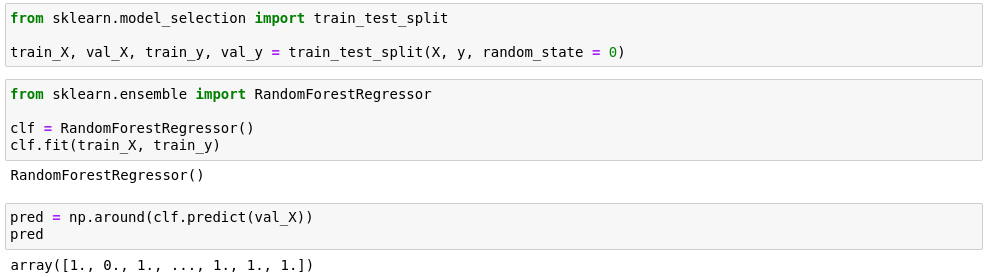 from sklearn.model_selection import train_test_split
train_X, val_X, train_y, val_y = train_test_split(X, y, random_state = 0)
from sklearn.ensemble import RandomForestRegressor
clf = RandomForestRegressor()
clf.fit(train_X, train_y)
RandomForestRegressor()
pred = np.around(clf.predict(val_X))
pred
array([1., 0., 1., ..., 1., 1., 1.])